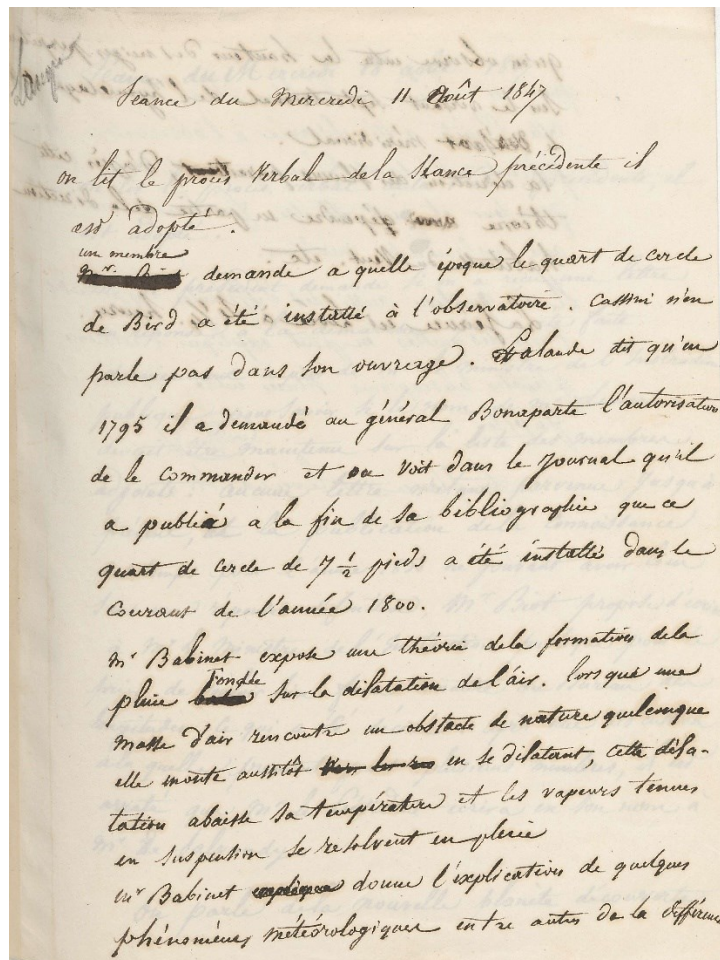 Seance du Mercredi 11 Août 1847
on lit le procès Verbal de la Séance précédente il
est adopté.
un membre
demande a quelle époque le quart de cercle
de Bird a été installé à l'observatoire. Cassini n'en
parle pas dans son ouvrage. Lalande dit qu'en
1795 il a demandé au général Bonaparte l'autorisation
de le commander et on voit dans le Journal qu'il
a publié a la fin de sa bibliographie que ce
quart de cercle de 7 ½ pieds a été installé dans le
Courant de l'année 1800.
Mr Babinet expose une théorie de la formation de la
pluie fondée sur la dilatation de l'air. lorsqu'une
masse d'air rencontre un obstacle de nature quelconque
elle monte aussitôt en se dilatant, cette dila-
tation abaisse sa température et les vapeurs tenues
en suspension se resolvent en pluie
Mr Babinet donne l'explication de quelques
phénomènes météorologiques entre autres de la différence